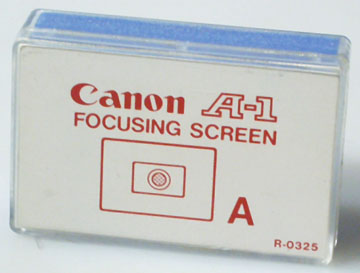 Canon A-1
FOCUSING SCREEN
A
R-0325